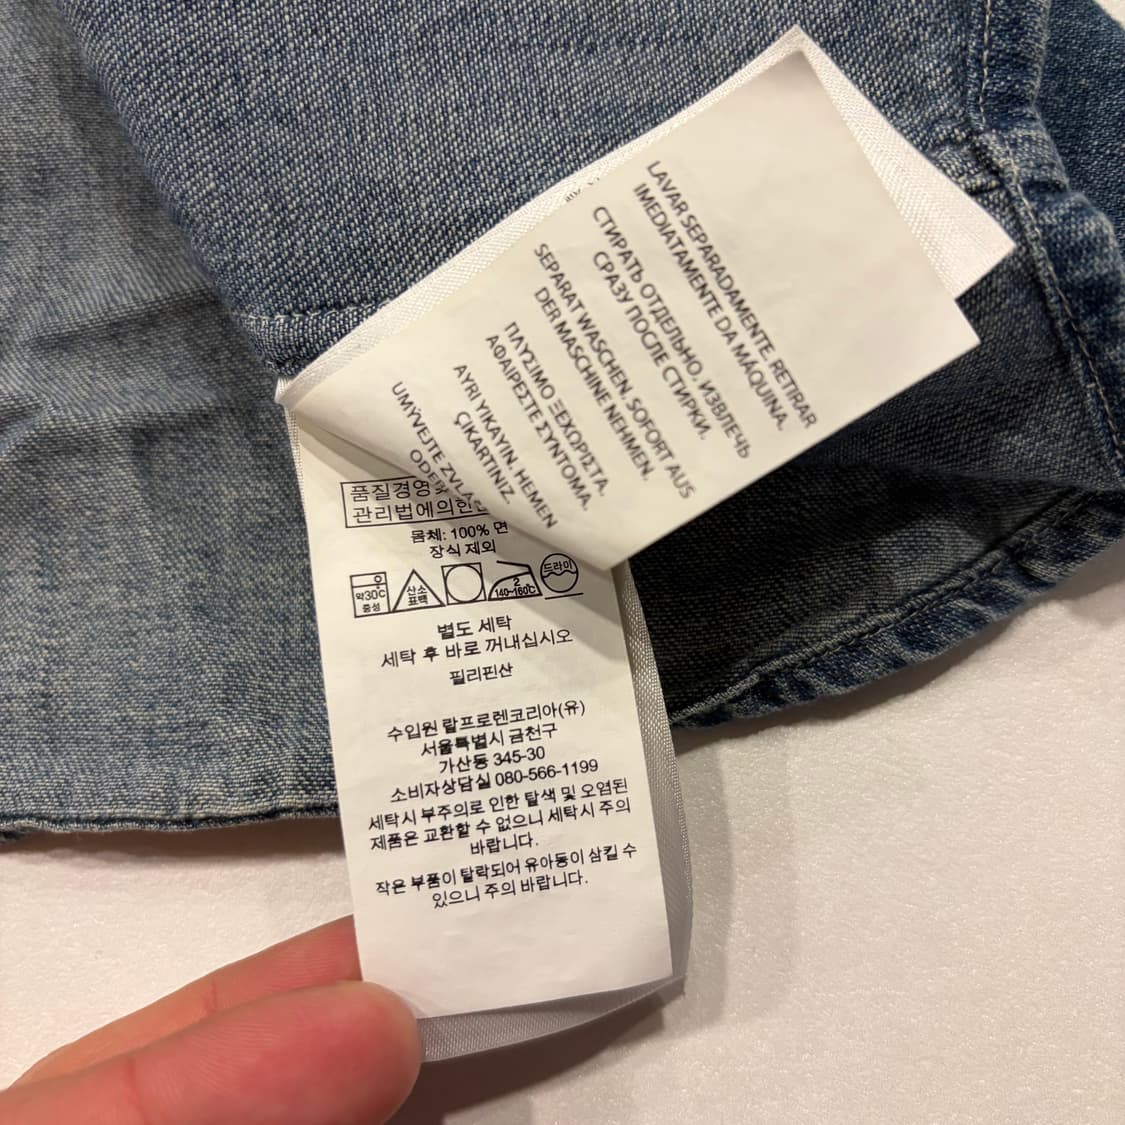 LAVAR SEPARADAMENTE. RETIRAR
IMEDIATAMENTE DA MÁQUINA.
СТИРАТЬ ОТДЕЛЬНО. ИЗВЛЕЧЬ
СРАЗУ ПОСЛЕ СТИРКИ.
SEPARAT WASCHEN. SOFORT AUS
DER MASCHINE NEHMEN.
ΠΛΥΣΙΜΟ ΞΕΧΩΡΙΣΤΑ.
ΑΦΑΙΡΕΣΤΕ ΣΥΝΤΟΜΑ.
AYRI YIKAYIN. HEMEN
ÇIKARTINIZ.
UMÝVEJTE
품질경영
관리법에의한
몸체: 100% 면
장식 제외
약30℃
중성
산소
표백
2
140~160℃
드라이
별도 세탁
세탁 후 바로 꺼내십시오
필리핀산
수입원 랄프로렌코리아(유)
서울특별시 금천구
가산동 345-30
소비자상담실 080-566-1199
세탁시 부주의로 인한 탈색 및 오염된
제품은 교환할 수 없으니 세탁시 주의
바랍니다.
작은 부품이 탈락되어 유아동이 삼킬 수
있으니 주의 바랍니다.